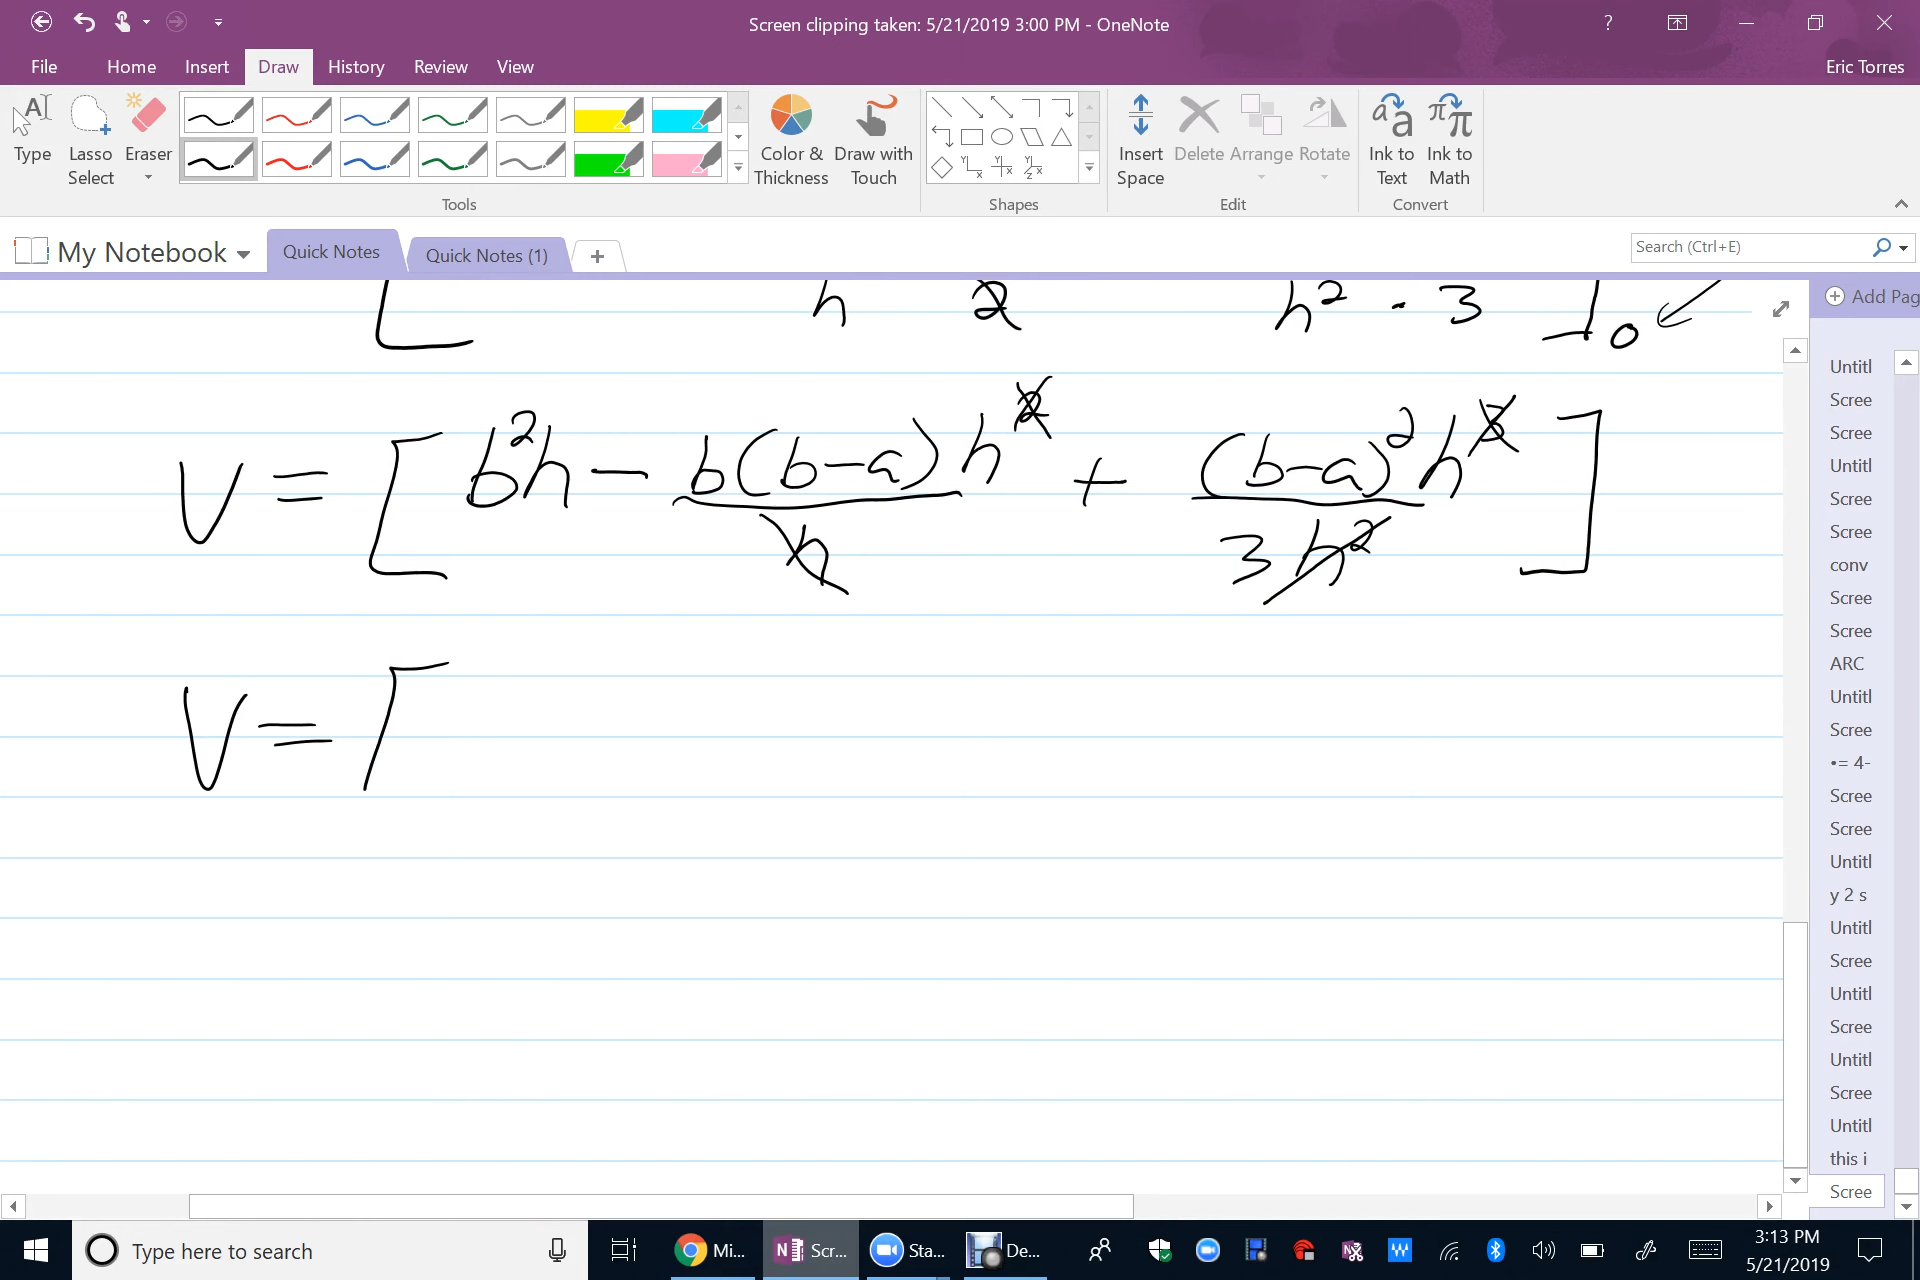 Screen clipping taken: 5/21/2019 3:00 PM - OneNote
?
File Home Insert Draw History Review View
Eric Torres
Type
Lasso Select
Eraser
Color & Thickness
Draw with Touch
Insert Space
Delete
Arrange
Rotate
Ink to Text
Ink to Math
Tools
Shapes
Edit
Convert
My Notebook
Quick Notes
Quick Notes (1)
+
Search (Ctrl+E)
Add Pag
h 2 h² · 3 0
V = [ b²h − b(b−a)h²/h + (b−a)²h³/3h² ]
V = [
Untitl
Scree
Scree
Untitl
Scree
Scree
conv
Scree
Scree
ARC
Untitl
Scree
•= 4-
Scree
Scree
Untitl
y 2 s
Untitl
Scree
Untitl
Scree
Untitl
Scree
Untitl
this i
Scree
Type here to search
Mi...
Scr...
Sta...
De...
3:13 PM
5/21/2019